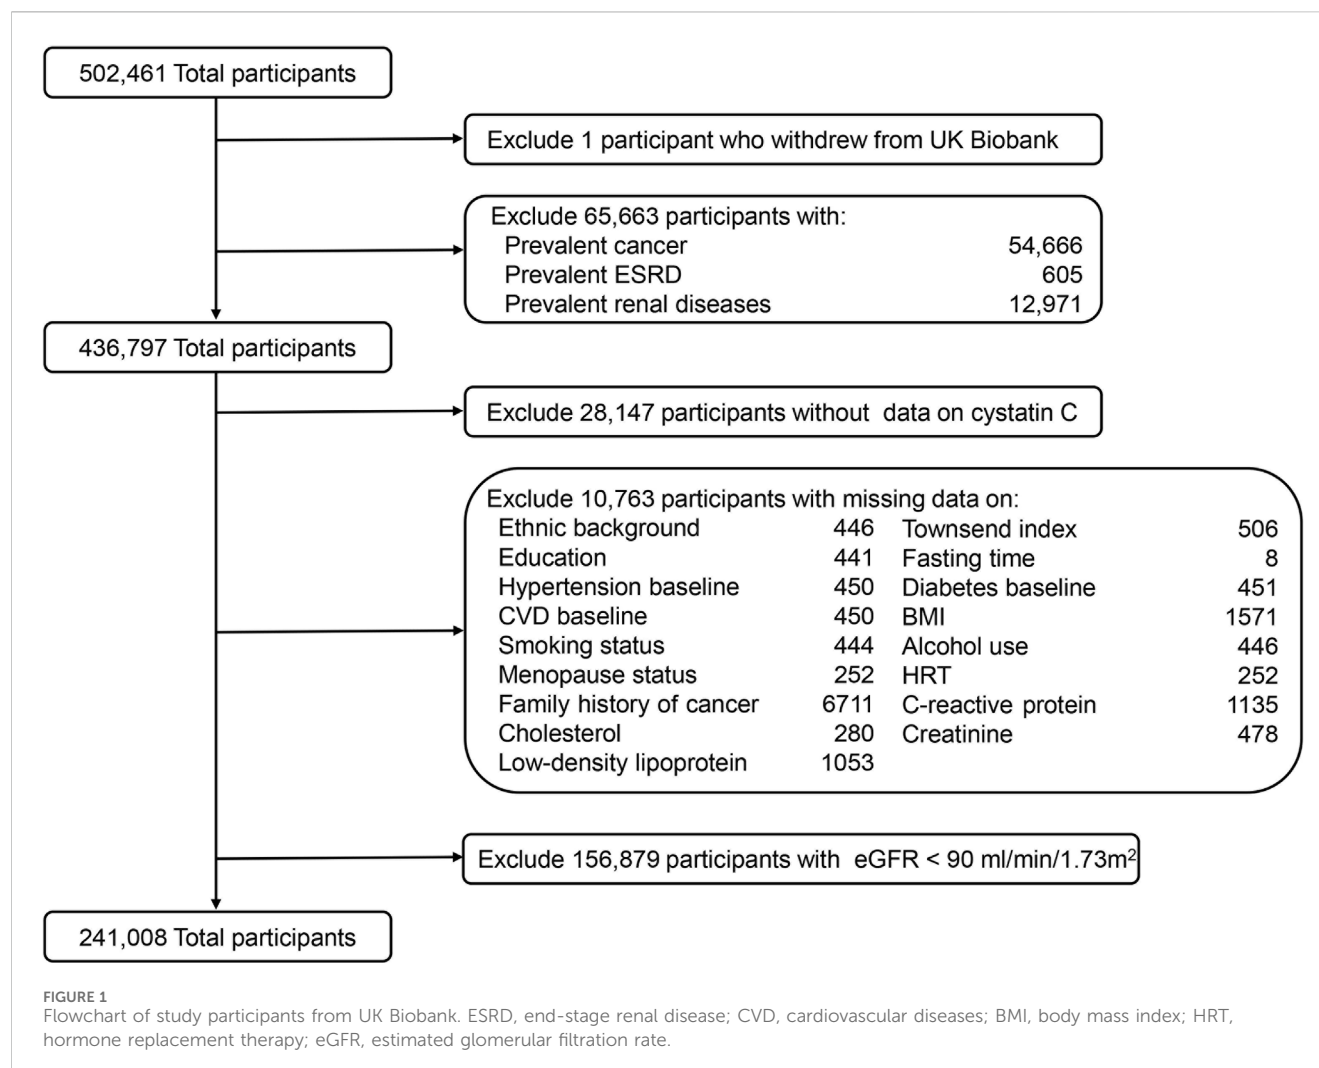 502,461 Total participants
Exclude 1 participant who withdrew from UK Biobank
Exclude 65,663 participants with:
Prevalent cancer 54,666
Prevalent ESRD 605
Prevalent renal diseases 12,971
436,797 Total participants
Exclude 28,147 participants without data on cystatin C
Exclude 10,763 participants with missing data on:
Ethnic background 446 Townsend index 506
Education 441 Fasting time 8
Hypertension baseline 450 Diabetes baseline 451
CVD baseline 450 BMI 1571
Smoking status 444 Alcohol use 446
Menopause status 252 HRT 252
Family history of cancer 6711 C-reactive protein 1135
Cholesterol 280 Creatinine 478
Low-density lipoprotein 1053
Exclude 156,879 participants with eGFR < 90 ml/min/1.73m²
241,008 Total participants
FIGURE 1
Flowchart of study participants from UK Biobank. ESRD, end-stage renal disease; CVD, cardiovascular diseases; BMI, body mass index; HRT,
hormone replacement therapy; eGFR, estimated glomerular filtration rate.